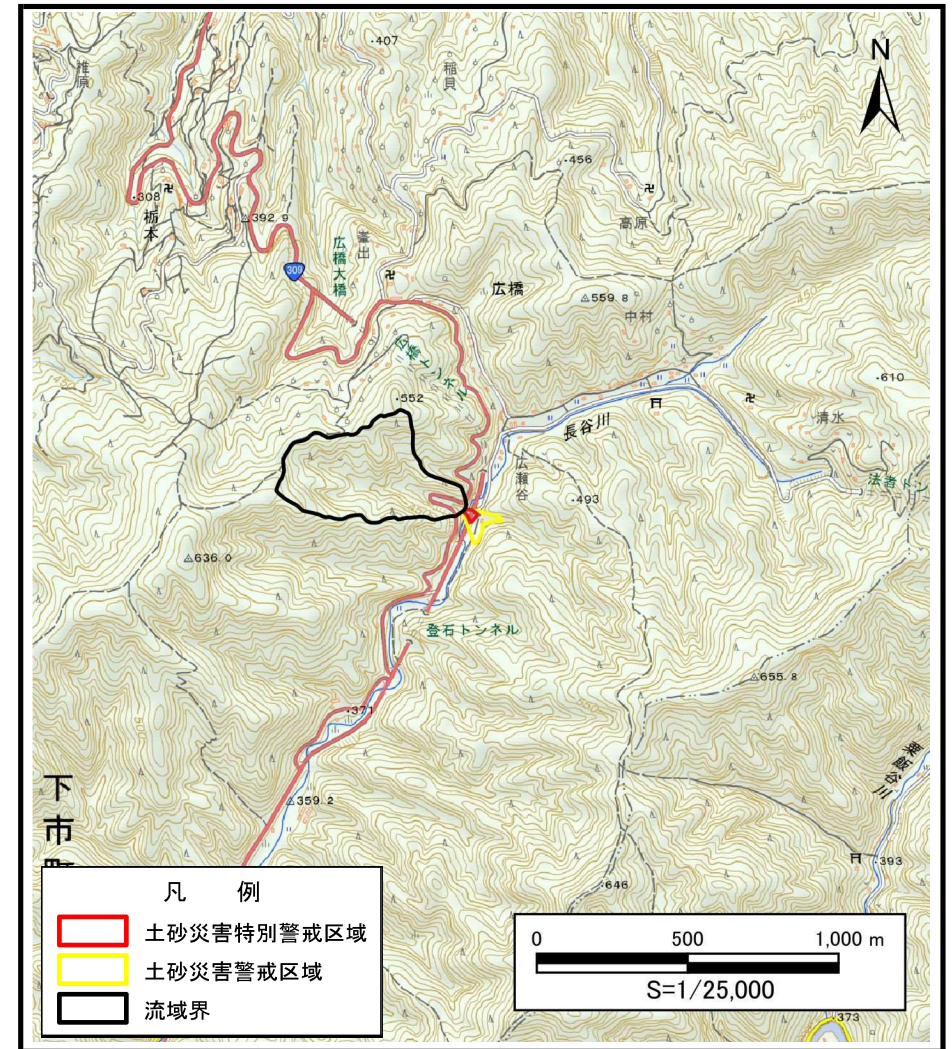 407
椎原
稲貝
N
456
308
栃本
392.9
峯出
広橋大橋
高原
309
広橋
559.8
中村
広橋トンネル
552
610
長谷川
清水
広瀬谷
法者トン
493
636.0
登石トンネル
655.8
371
粟飯谷川
下市町
359.2
393
646
凡 例
土砂災害特別警戒区域
土砂災害警戒区域
流域界
0 500 1,000 m
S=1/25,000
373